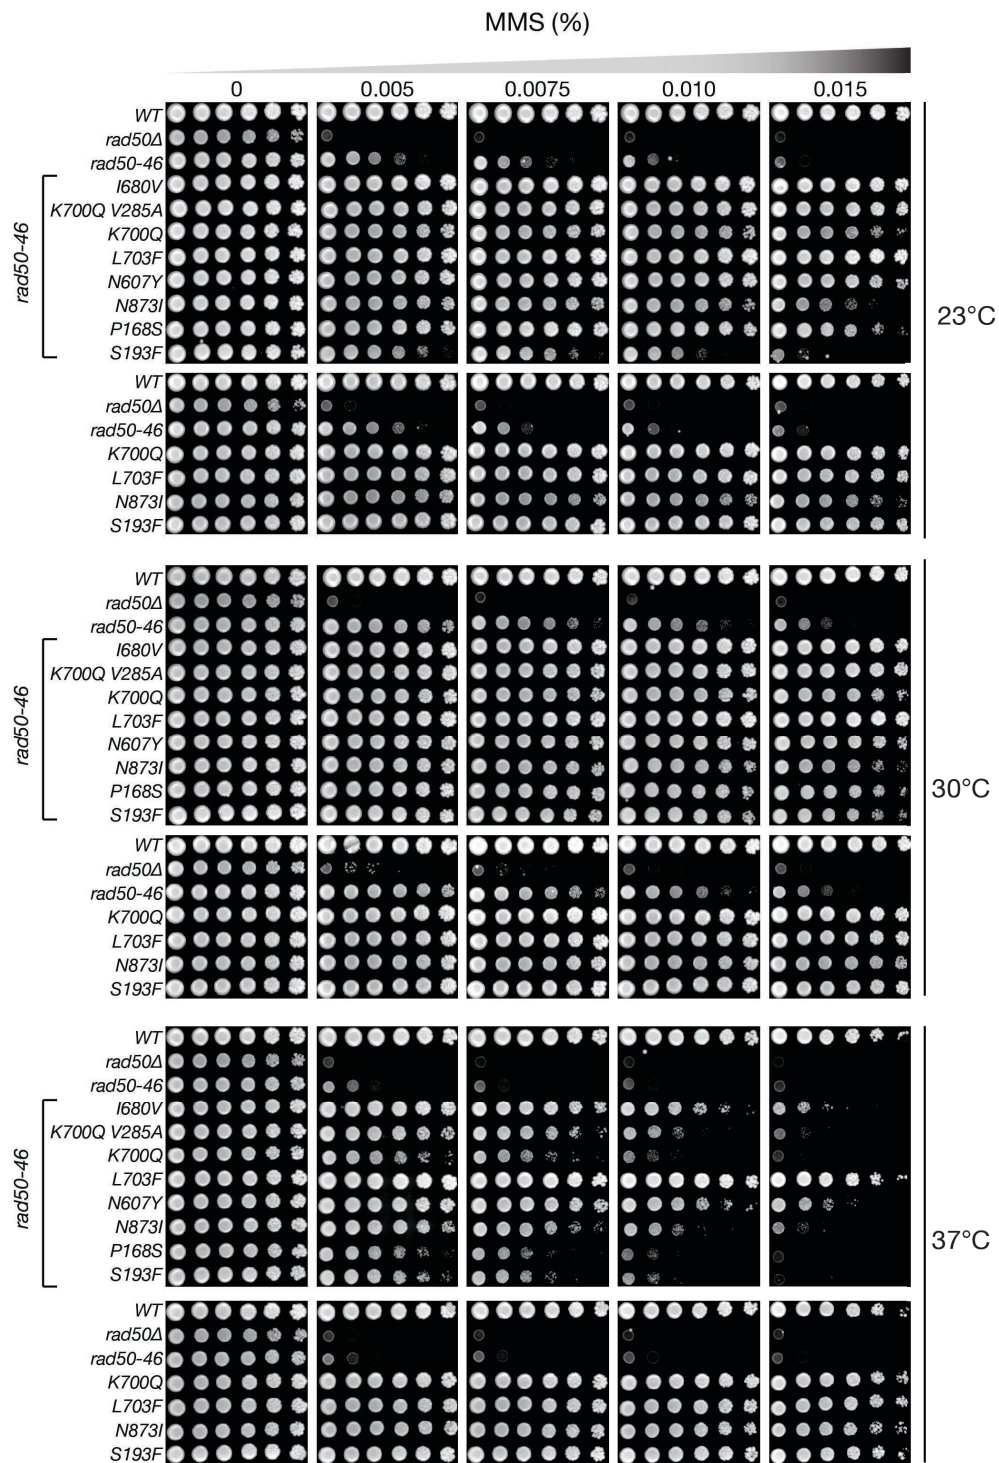 MMS (%)
0 0.005 0.0075 0.010 0.015
WT
rad50Δ
rad50-46
rad50-46
I680V
K700Q V285A
K700Q
L703F
N607Y
N873I
P168S
S193F
WT
rad50Δ
rad50-46
K700Q
L703F
N873I
S193F
23°C
WT
rad50Δ
rad50-46
rad50-46
I680V
K700Q V285A
K700Q
L703F
N607Y
N873I
P168S
S193F
WT
rad50Δ
rad50-46
K700Q
L703F
N873I
S193F
30°C
WT
rad50Δ
rad50-46
rad50-46
I680V
K700Q V285A
K700Q
L703F
N607Y
N873I
P168S
S193F
WT
rad50Δ
rad50-46
K700Q
L703F
N873I
S193F
37°C